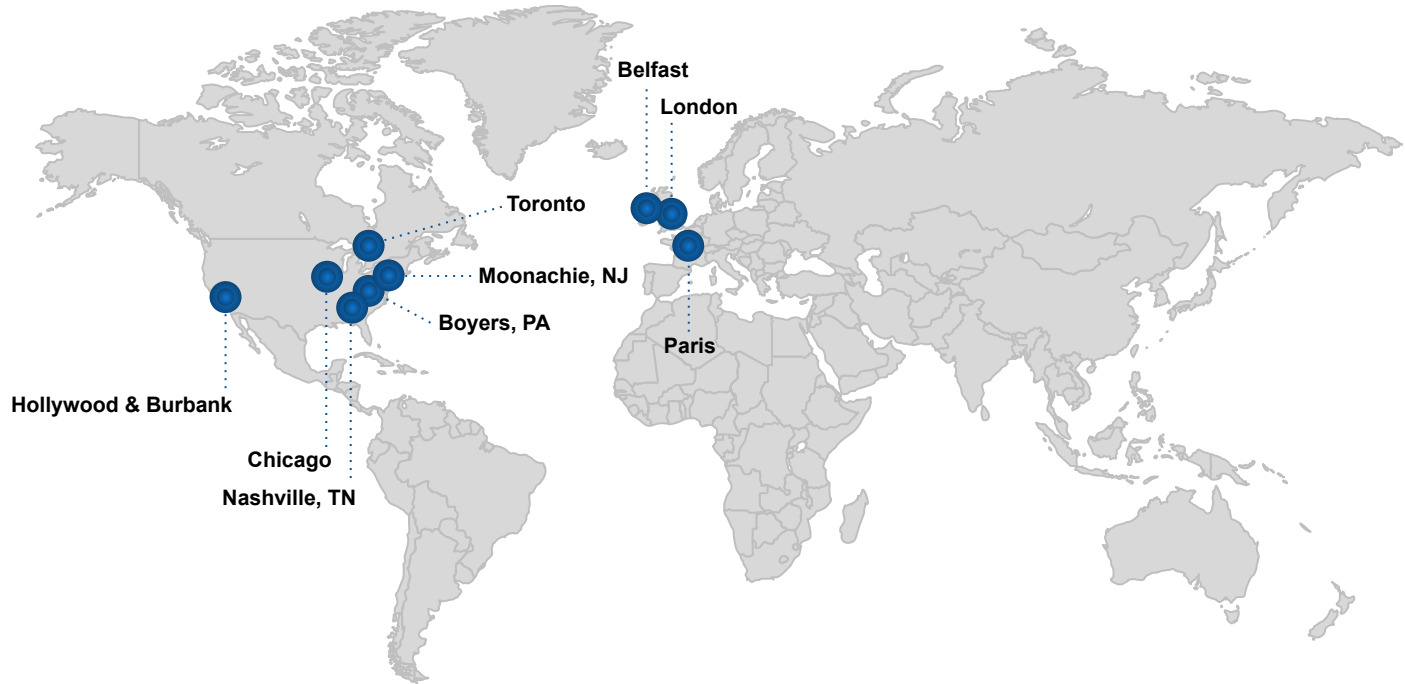 Belfast
London
Toronto
Moonachie, NJ
Boyers, PA
Paris
Hollywood & Burbank
Chicago
Nashville, TN